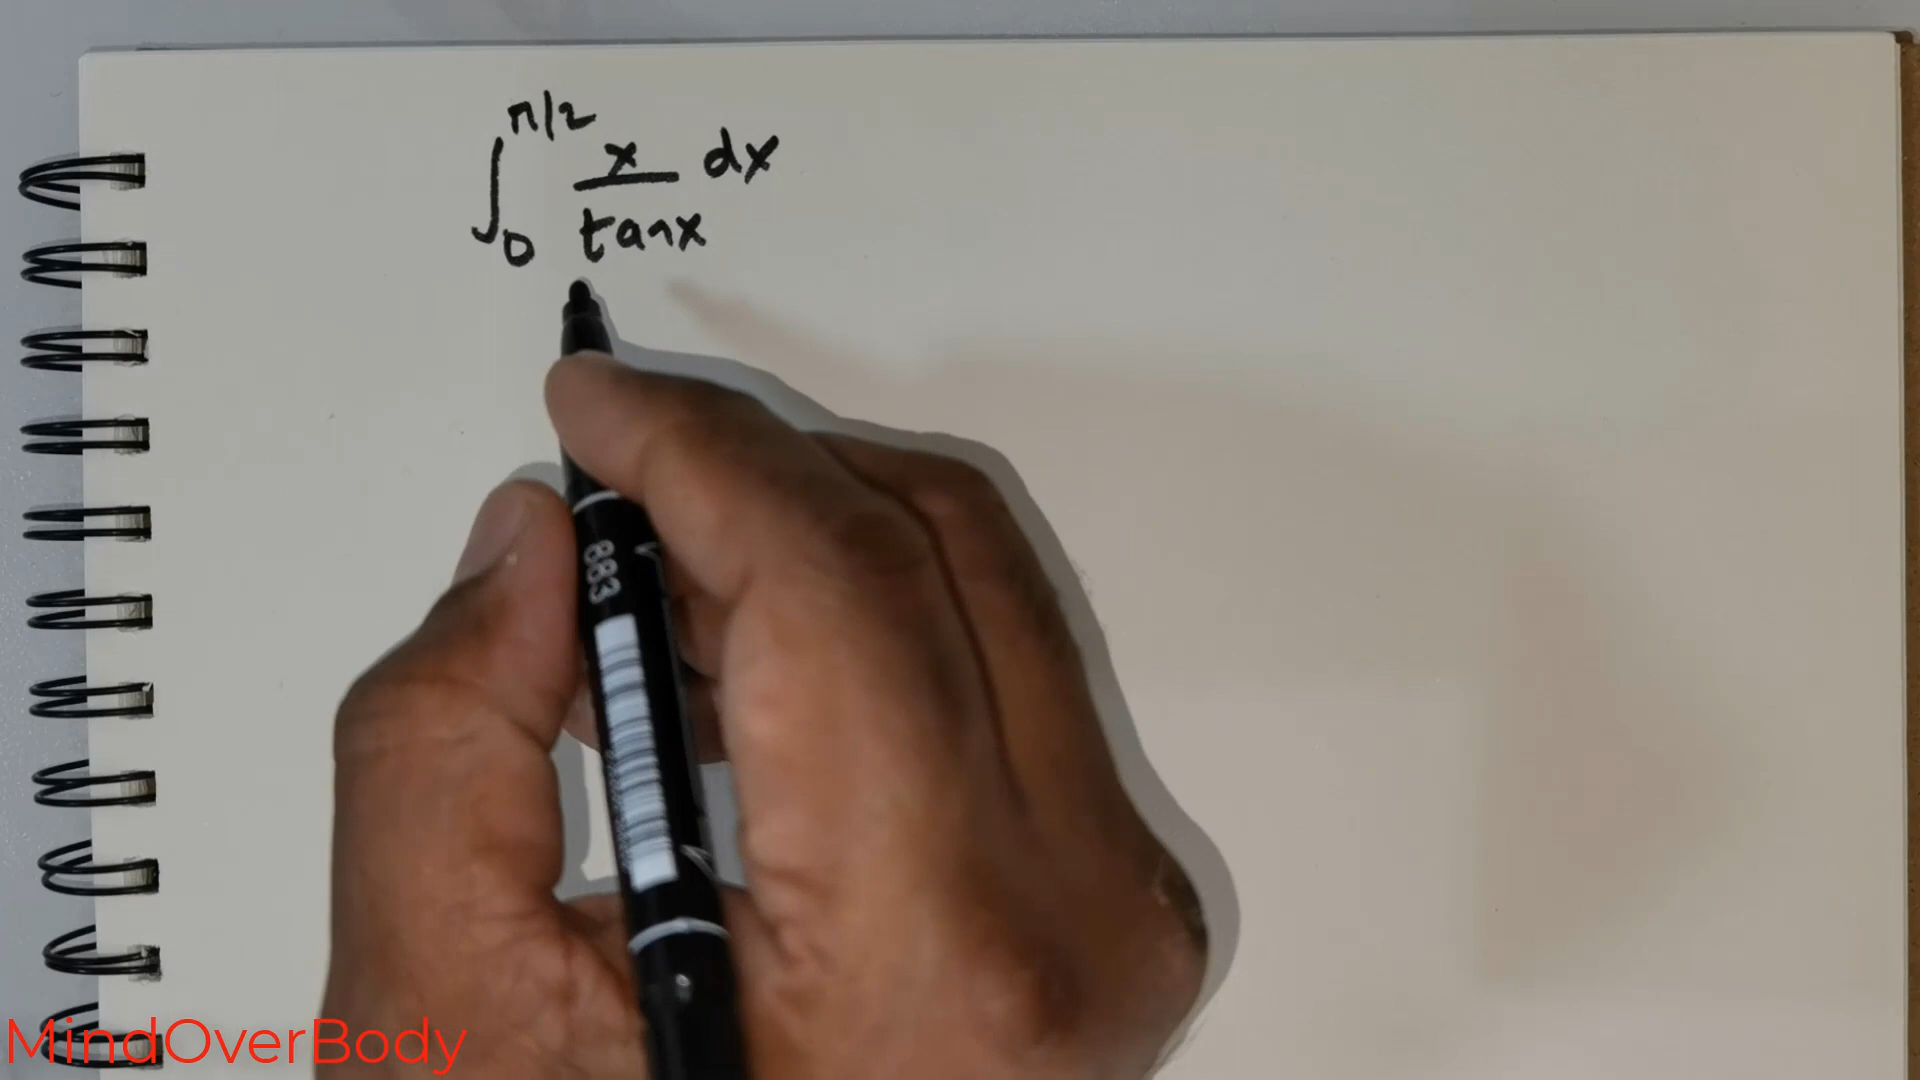 ∫₀^{π/2} x/tanx dx
883
MindOverBody